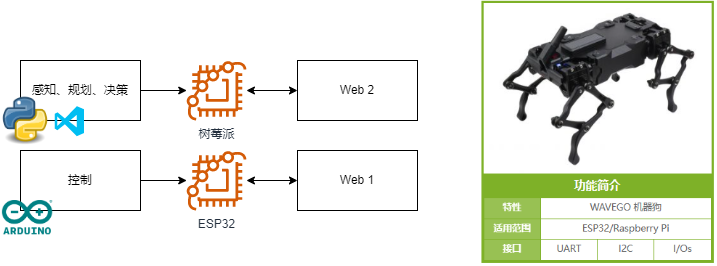 感知、规划、决策
树莓派
Web 2
控制
ARDUINO
ESP32
Web 1
功能简介
特性 WAVEGO 机器狗
适用范围 ESP32/Raspberry Pi
接口 UART I2C I/Os